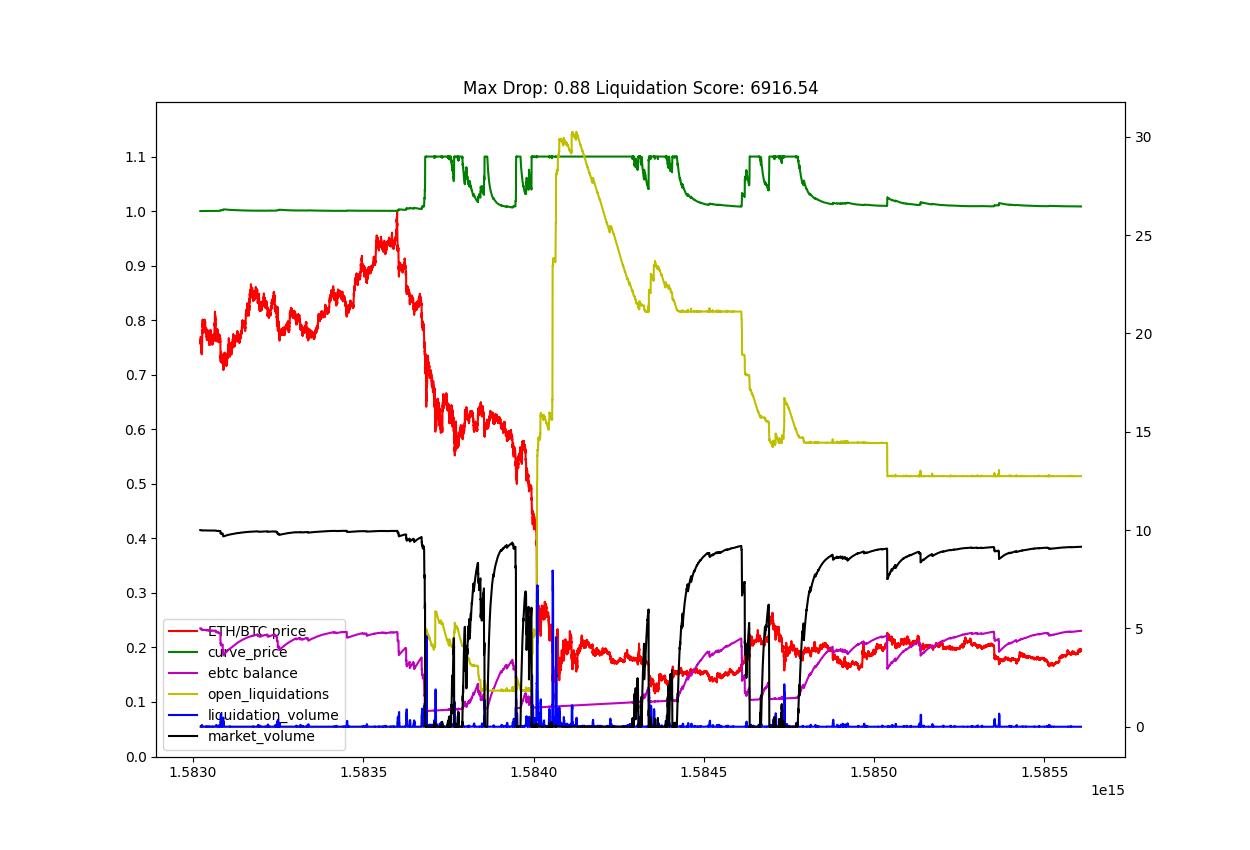 Max Drop: 0.88 Liquidation Score: 6916.54
1.1
1.0
0.9
0.8
0.7
0.6
0.5
0.4
0.3
0.2
0.1
0.0
30
25
20
15
10
5
0
ETH/BTC price
curve_price
ebtc balance
open_liquidations
liquidation_volume
market_volume
1.5830 1.5835 1.5840 1.5845 1.5850 1.5855
1e15